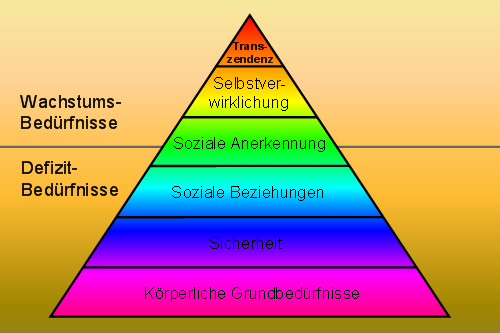 Trans-
zendenz
Selbstver-
wirklichung
Wachstums-
Bedürfnisse
Soziale Anerkennung
Defizit-
Bedürfnisse
Soziale Beziehungen
Sicherheit
Körperliche Grundbedürfnisse